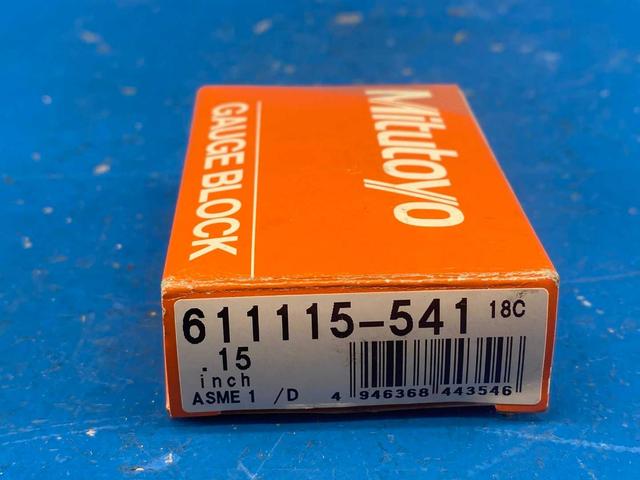 Mitutoyo
GAUGE BLOCK
611115-541 18C
.15
inch
ASME 1 /D
4 946368 443546